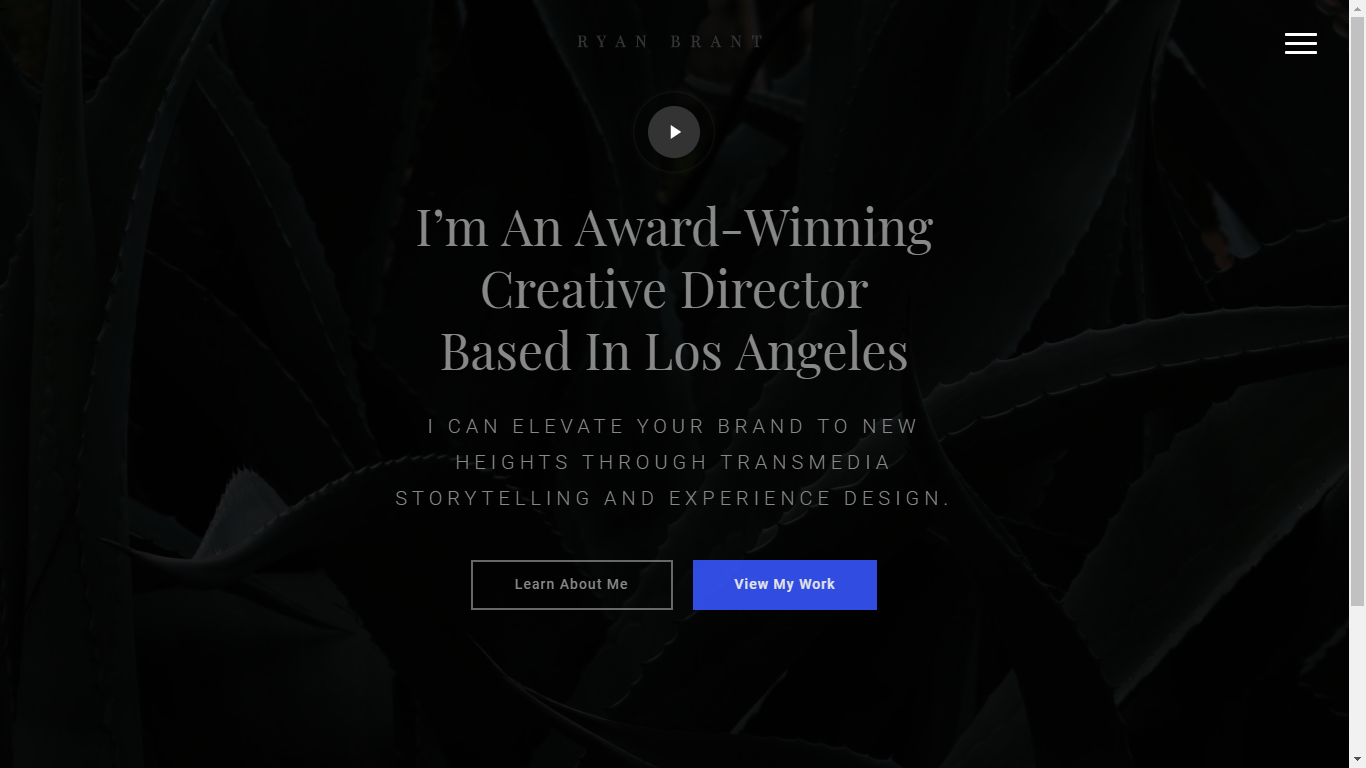 RYAN BRANT
I’m An Award-Winning
Creative Director
Based In Los Angeles
I CAN ELEVATE YOUR BRAND TO NEW
HEIGHTS THROUGH TRANSMEDIA
STORYTELLING AND EXPERIENCE DESIGN.
Learn About Me
View My Work